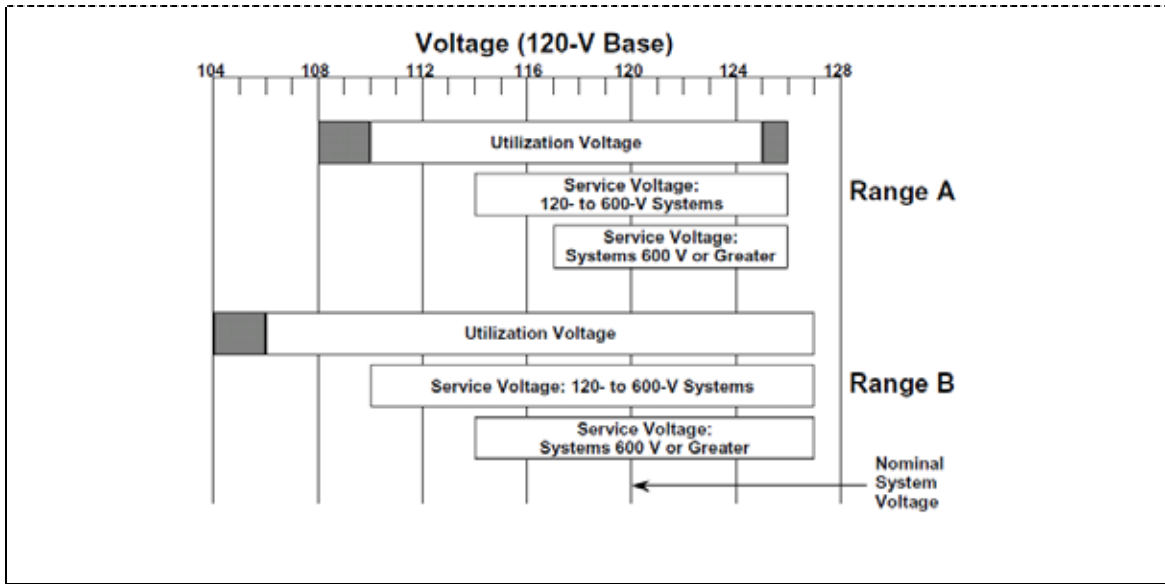 Voltage (120-V Base)
104 108 112 116 120 124 128
Utilization Voltage
Service Voltage:
120- to 600-V Systems
Range A
Service Voltage:
Systems 600 V or Greater
Utilization Voltage
Service Voltage: 120- to 600-V Systems
Range B
Service Voltage:
Systems 600 V or Greater
Nominal
System
Voltage